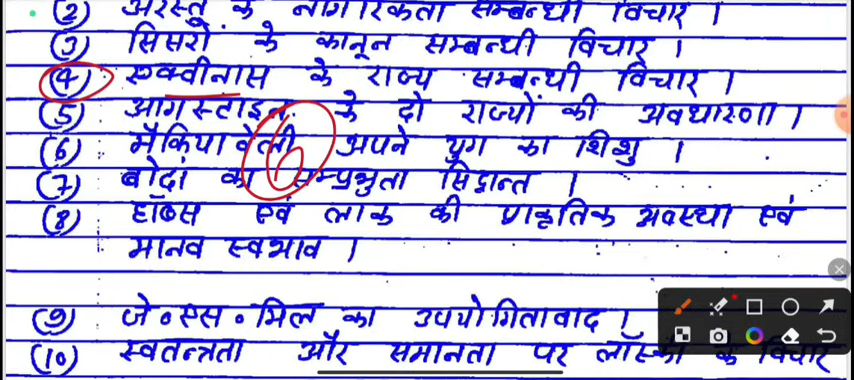 (2) अरस्तु के नागरिकता सम्बन्धी विचार ।
(3) सिसरो के कानून सम्बन्धी विचार ।
(4) एक्वीनास के राज्य सम्बन्धी विचार ।
(5) आगस्टाइन के दो राज्यों की अवधारणा ।
(6) मैकियावेली अपने युग का शिशु ।
(7) बोदां का सम्प्रभुता सिद्धान्त ।
(8) हॉब्स एवं लाक की प्राकृतिक अवस्था एवं
मानव स्वभाव ।
(9) जे॰एस॰मिल का उपयोगितावाद ।
(10) स्वतन्त्रता और समानता पर लॉस्की के विचार